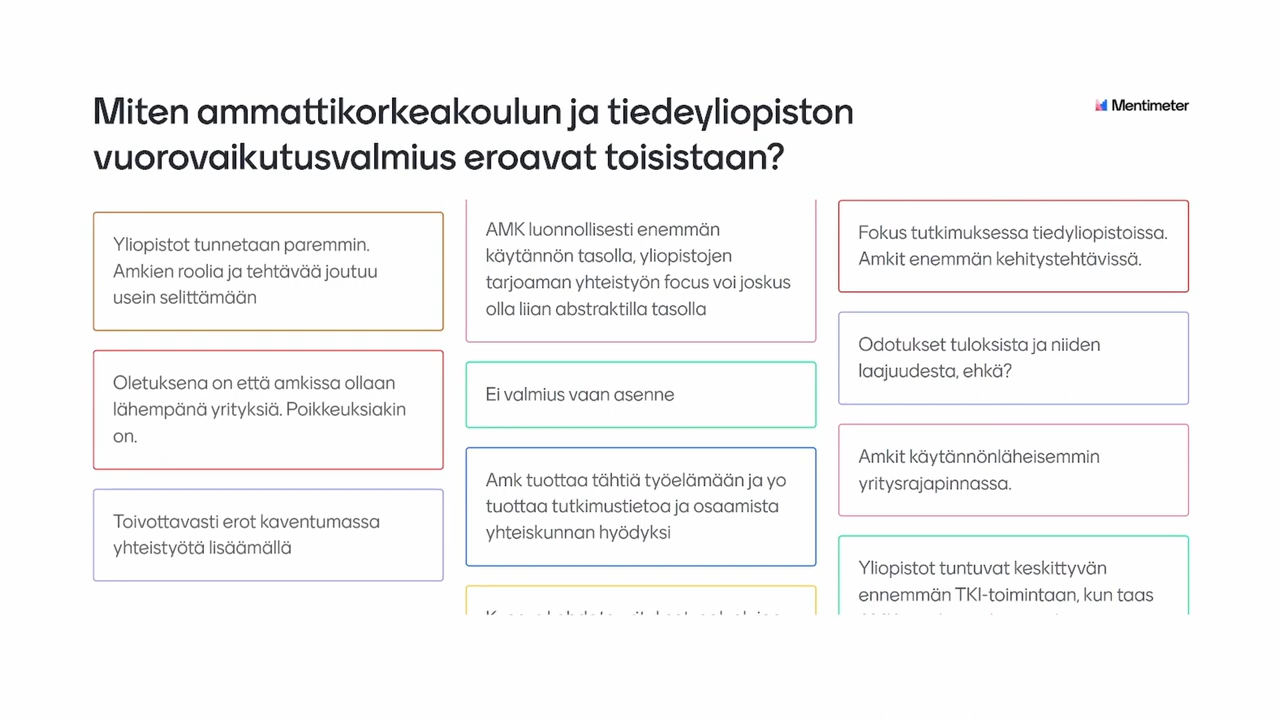 Miten ammattikorkeakoulun ja tiedeyliopiston
vuorovaikutusvalmius eroavat toisistaan?
Mentimeter
Yliopistot tunnetaan paremmin.
Amkien roolia ja tehtävää joutuu
usein selittämään
Oletuksena on että amkissa ollaan
lähempänä yrityksiä. Poikkeuksiakin
on.
Toivottavasti erot kaventumassa
yhteistyötä lisäämällä
AMK luonnollisesti enemmän
käytännön tasolla, yliopistojen
tarjoaman yhteistyön focus voi joskus
olla liian abstraktilla tasolla
Ei valmius vaan asenne
Amk tuottaa tähtiä työelämään ja yo
tuottaa tutkimustietoa ja osaamista
yhteiskunnan hyödyksi
Fokus tutkimuksessa tiedyliopistoissa.
Amkit enemmän kehitystehtävissä.
Odotukset tuloksista ja niiden
laajuudesta, ehkä?
Amkit käytännönläheisemmin
yritysrajapinnassa.
Yliopistot tuntuvat keskittyvän
ennemmän TKI-toimintaan, kun taas